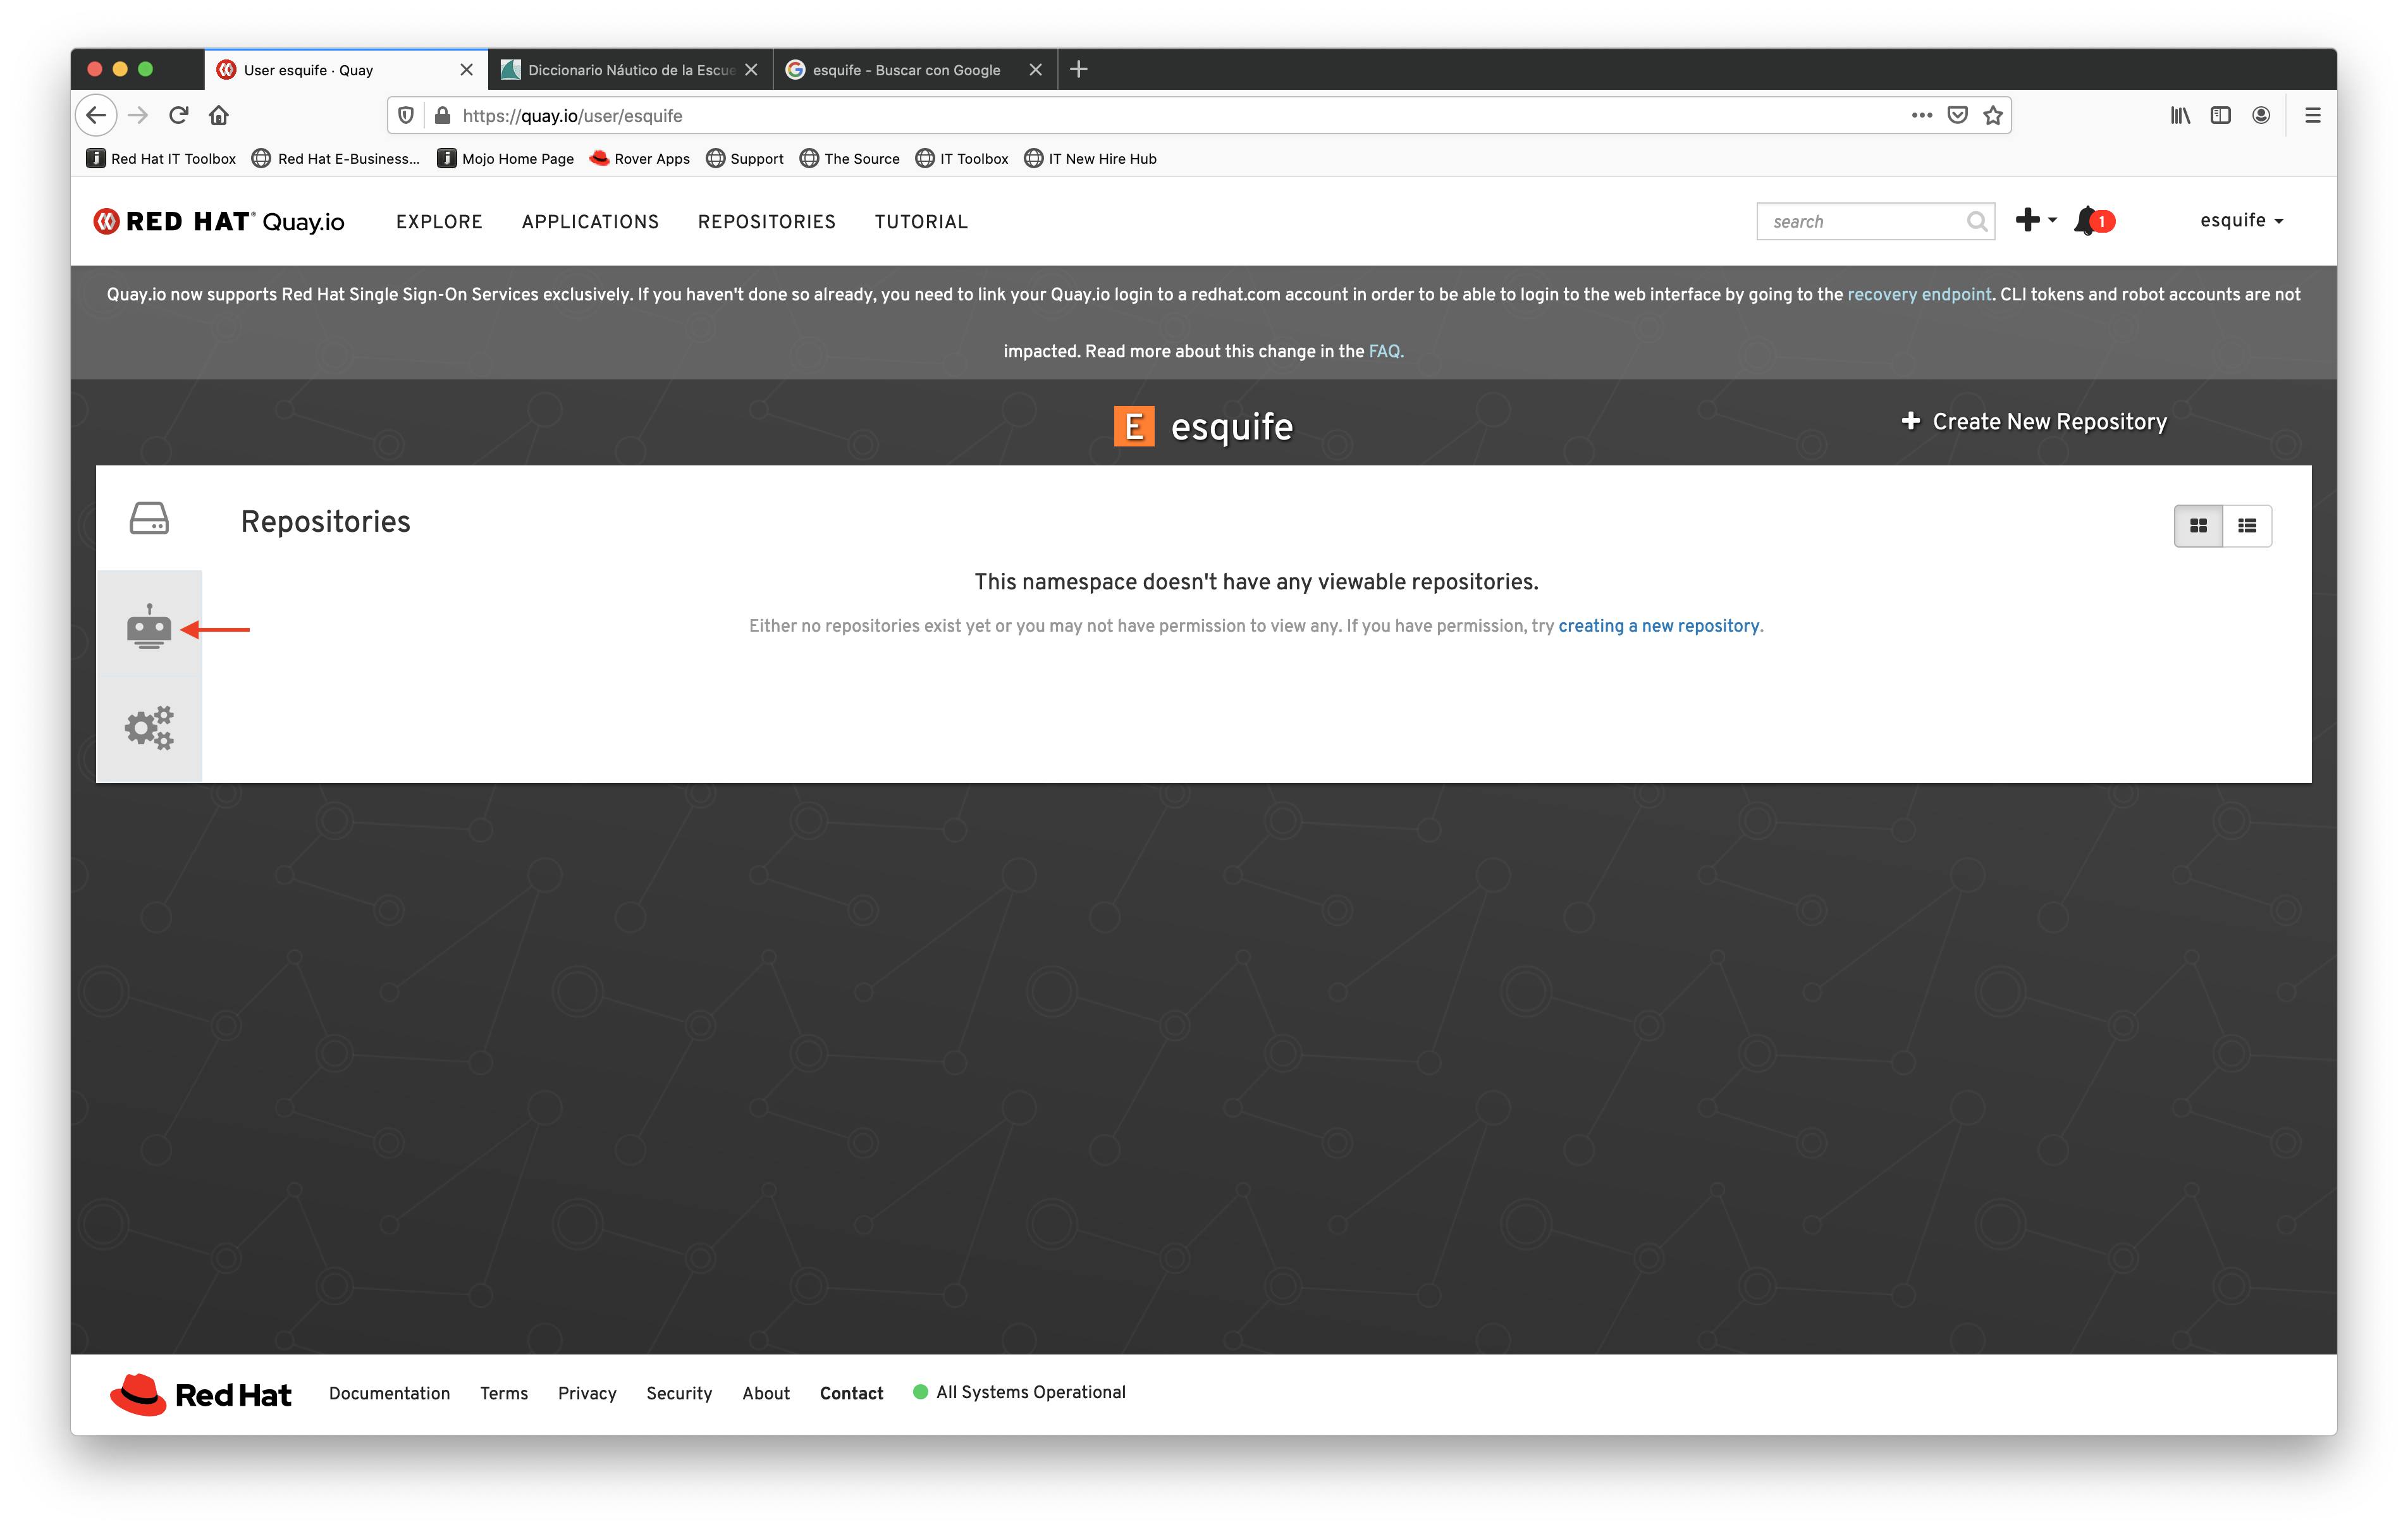 User esquife · Quay
Diccionario Náutico de la Escue
esquife - Buscar con Google
https://quay.io/user/esquife
Red Hat IT Toolbox
Red Hat E-Business...
Mojo Home Page
Rover Apps
Support
The Source
IT Toolbox
IT New Hire Hub
RED HAT® Quay.io
EXPLORE
APPLICATIONS
REPOSITORIES
TUTORIAL
search
1
esquife
Quay.io now supports Red Hat Single Sign-On Services exclusively. If you haven't done so already, you need to link your Quay.io login to a redhat.com account in order to be able to login to the web interface by going to the recovery endpoint. CLI tokens and robot accounts are not
impacted. Read more about this change in the FAQ.
E esquife
Create New Repository
Repositories
This namespace doesn't have any viewable repositories.
Either no repositories exist yet or you may not have permission to view any. If you have permission, try creating a new repository.
Red Hat
Documentation
Terms
Privacy
Security
About
Contact
All Systems Operational